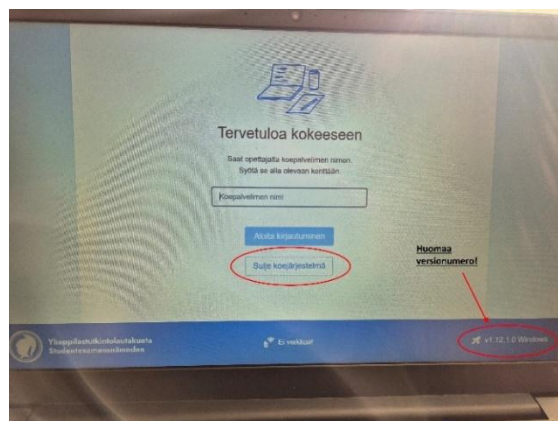 Tervetuloa kokeeseen
Saat opettajalta koepalvelimen nimen.
Syötä se alla olevaan kenttään.
Koepalvelimen nimi
Aloita kirjautuminen
Sulje koejärjestelmä
Huomaa
versionumero!
Ylioppilastutkintolautakunta
Studentexamensnämnden
Ei verkkoa!
v1.12.1.0 Windows